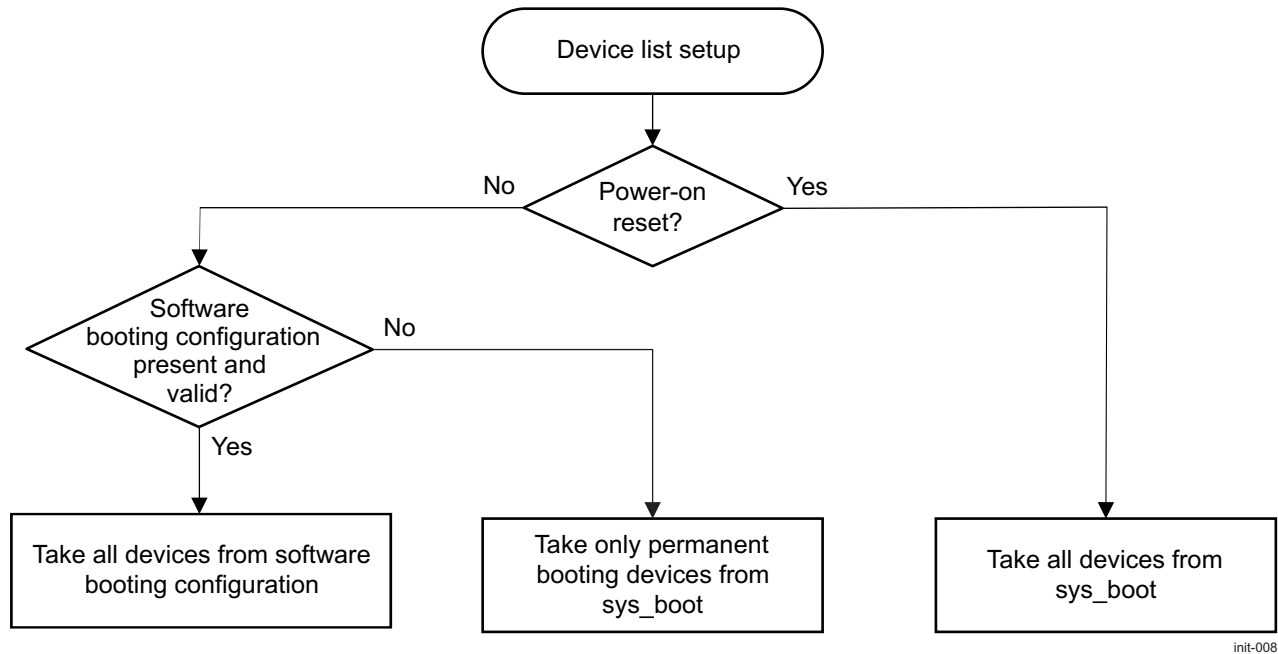 Device list setup
No
Power-on
reset?
Yes
Software
booting configuration
present and
valid?
No
Yes
Take all devices from software
booting configuration
Take only permanent
booting devices from
sys_boot
Take all devices from
sys_boot
init-008